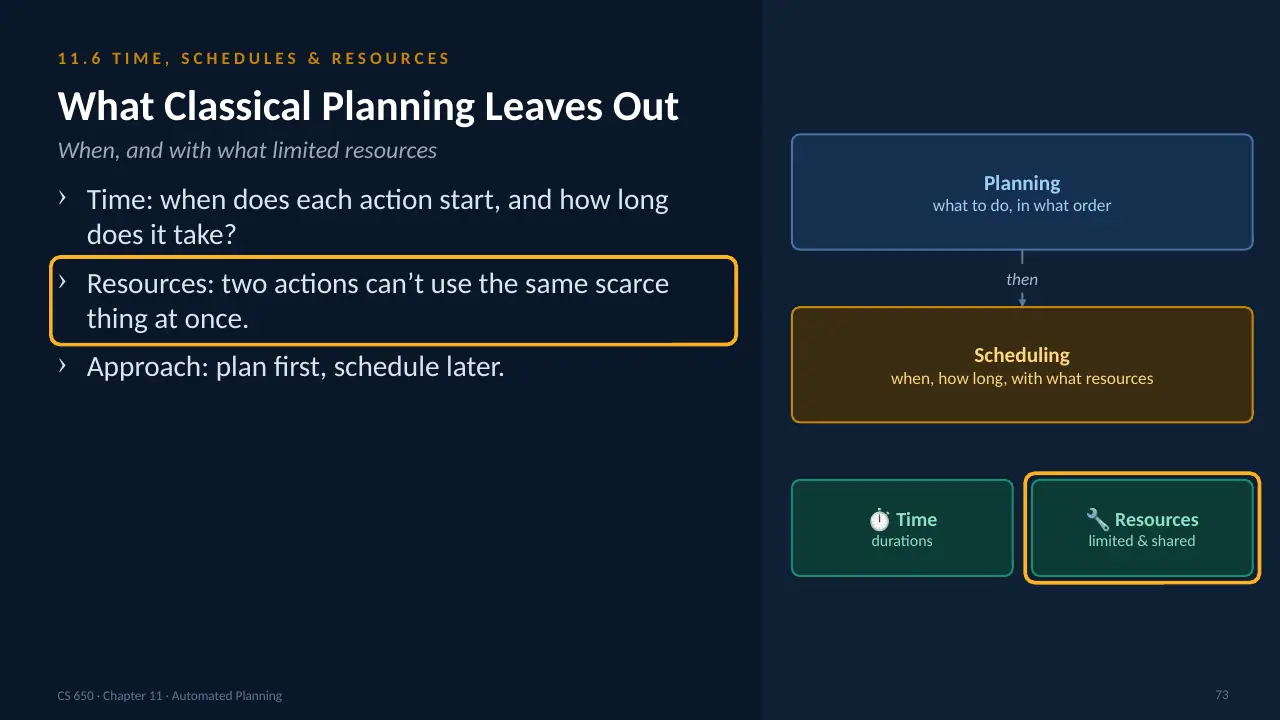 11.6 TIME, SCHEDULES & RESOURCES
What Classical Planning Leaves Out
When, and with what limited resources
› Time: when does each action start, and how long
does it take?
› Resources: two actions can’t use the same scarce
thing at once.
› Approach: plan first, schedule later.
Planning
what to do, in what order
then
Scheduling
when, how long, with what resources
⏱️ Time
durations
🔧 Resources
limited & shared
CS 650 · Chapter 11 · Automated Planning
73